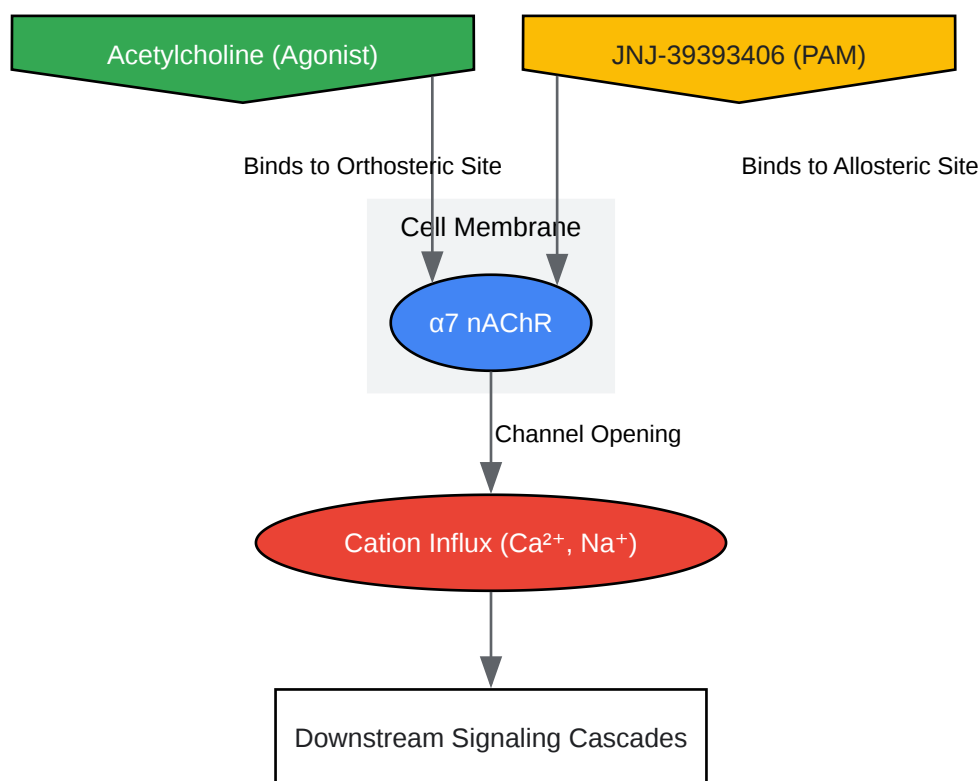 Acetylcholine (Agonist)
JNJ-39393406 (PAM)
Binds to Orthosteric Site
Binds to Allosteric Site
Cell Membrane
α7 nAChR
Channel Opening
Cation Influx (Ca²⁺, Na⁺)
Downstream Signaling Cascades